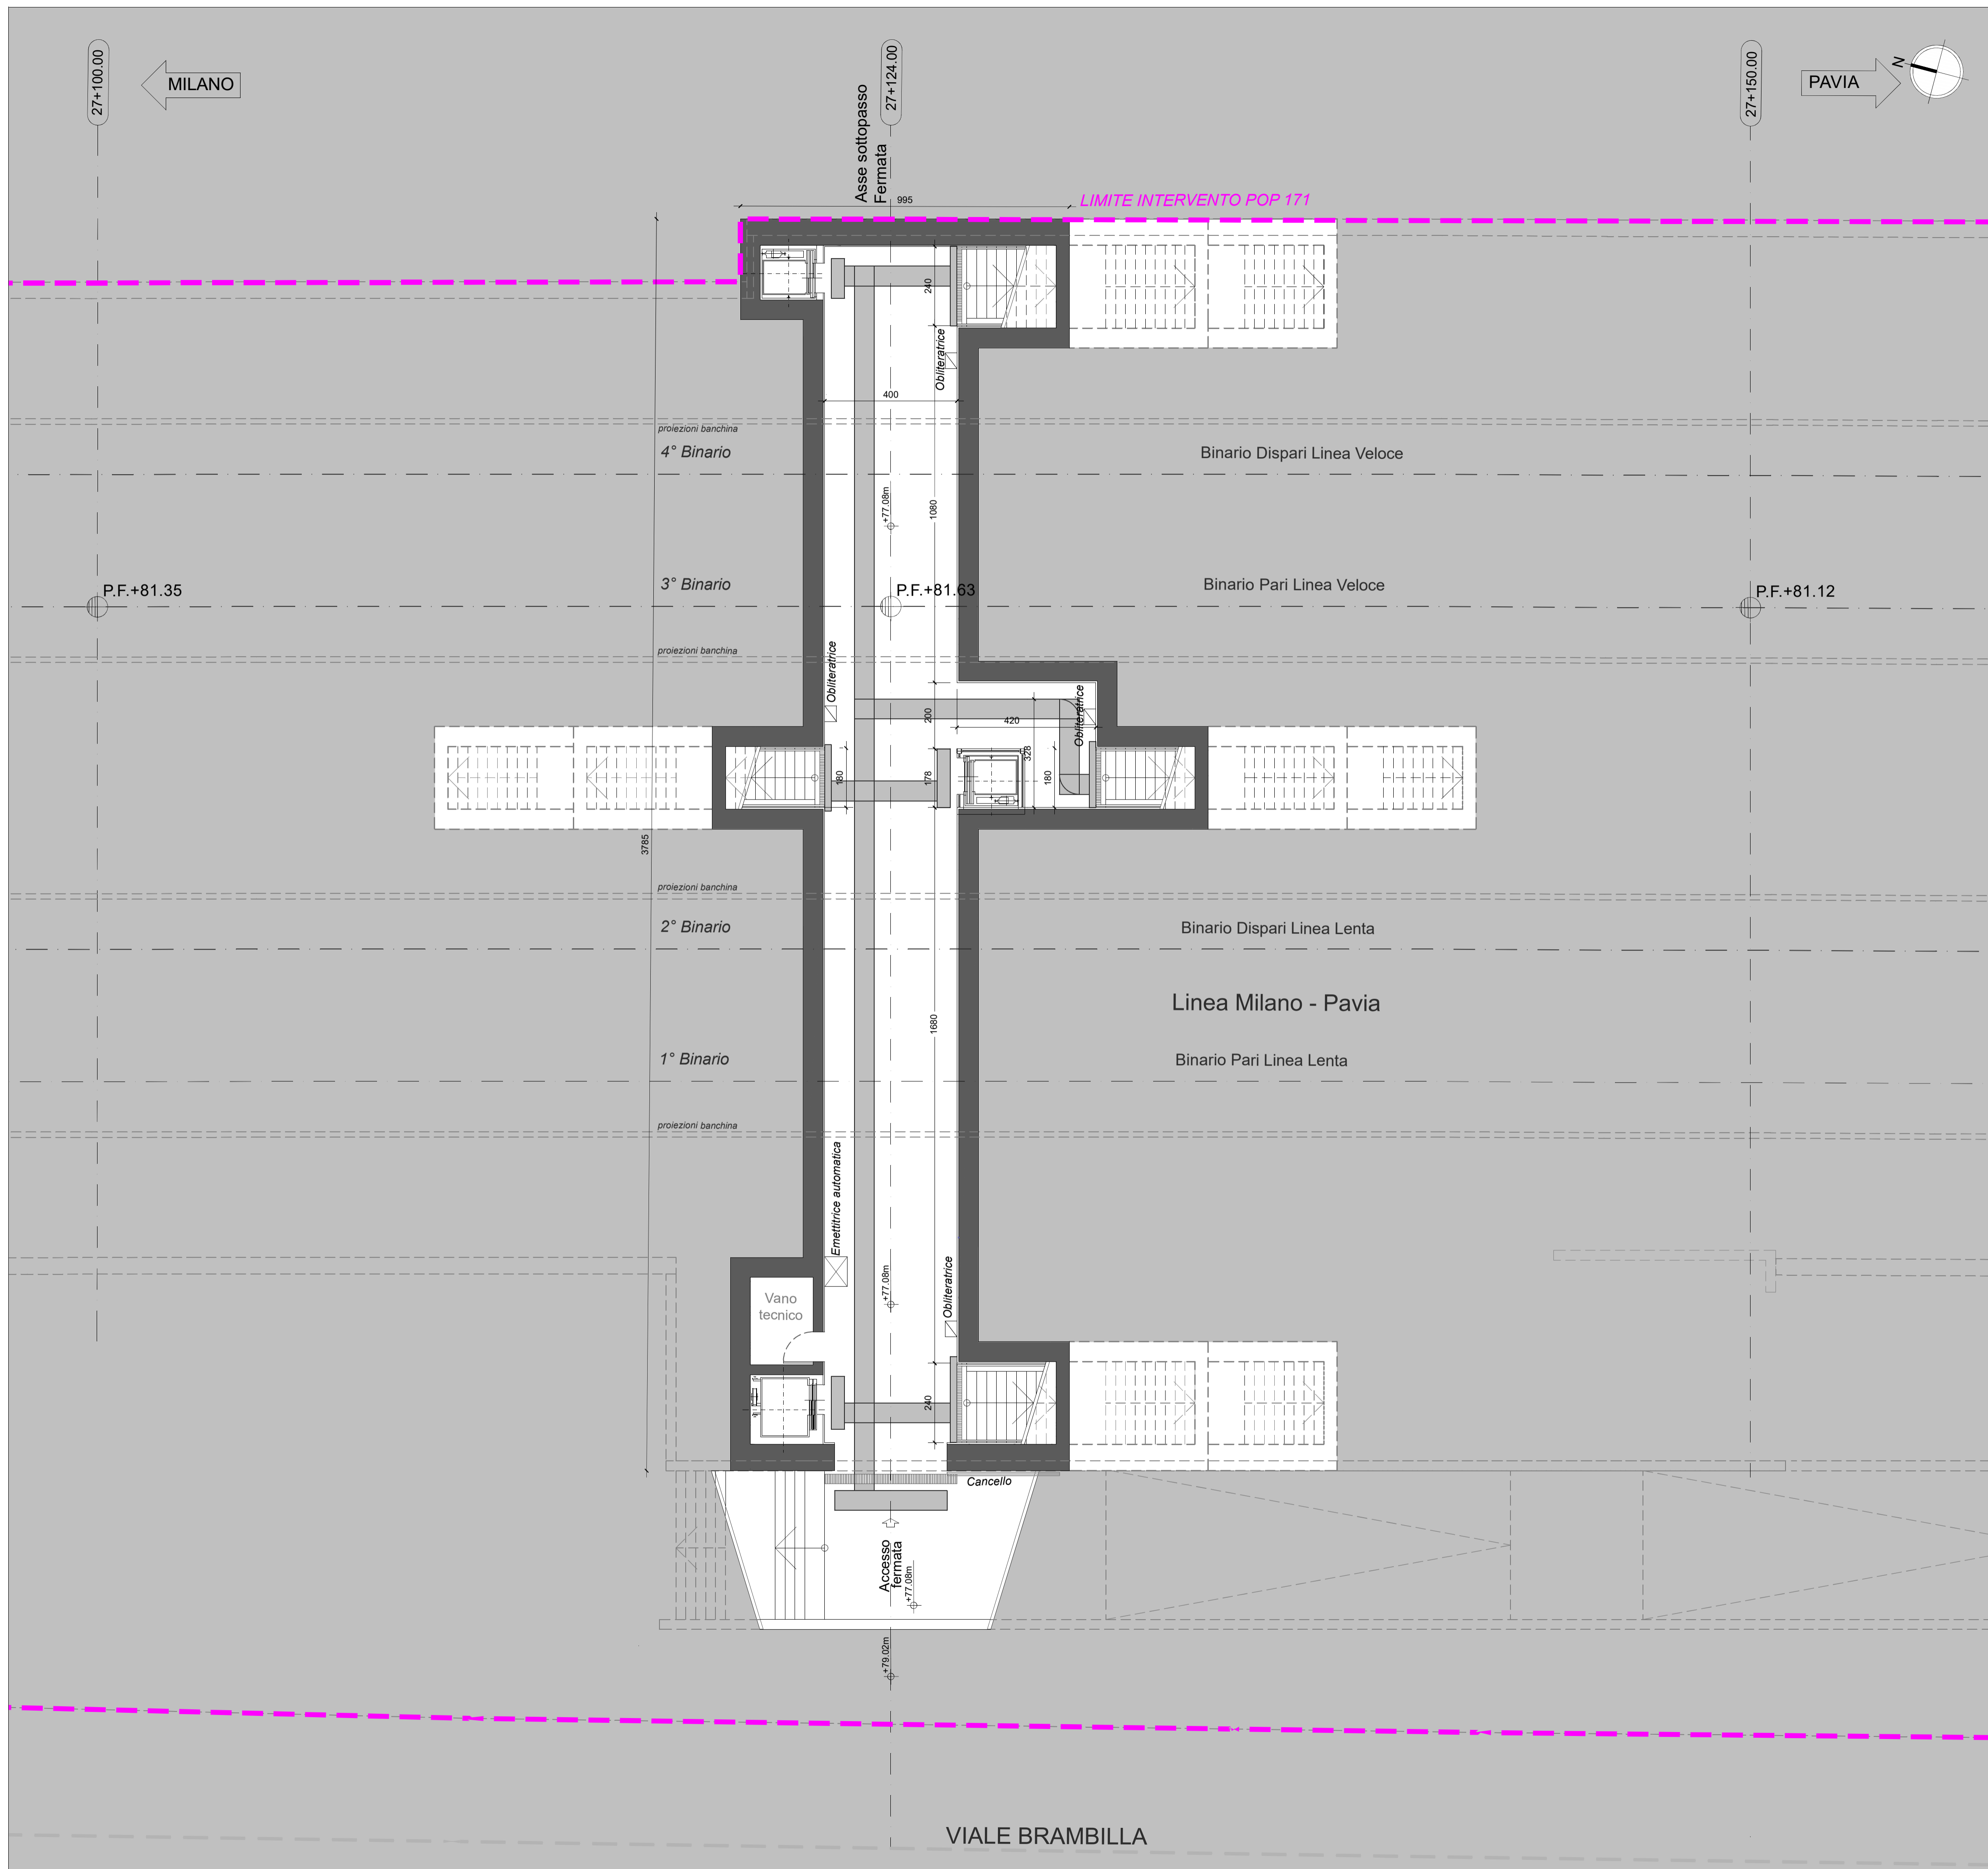 27+100.00
MILANO
27+124.00
Asse sottopasso
Fermata
27+150.00
PAVIA
N
995
LIMITE INTERVENTO POP 171
240
Obliteratrice
400
proiezioni banchina
4° Binario
Binario Dispari Linea Veloce
+77.08m
1080
3° Binario
Binario Pari Linea Veloce
P.F.+81.35
P.F.+81.63
P.F.+81.12
proiezioni banchina
Obliteratrice
Obliteratrice
200
420
328
180
178
180
3785
proiezioni banchina
2° Binario
Binario Dispari Linea Lenta
Linea Milano - Pavia
1680
1° Binario
Binario Pari Linea Lenta
proiezioni banchina
Emettitrice automatica
Obliteratrice
+77.08m
Vano
tecnico
240
Cancello
Accesso
fermata
+77.08m
+79.02m
VIALE BRAMBILLA